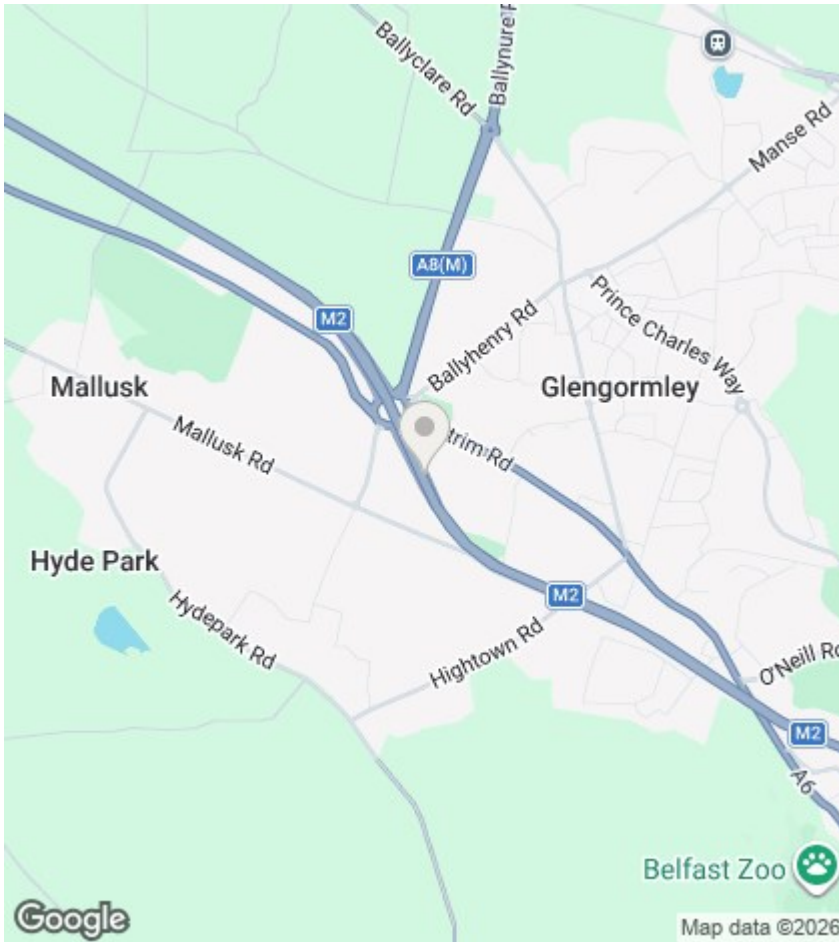 Ballyclare Rd
Ballynure
Manse Rd
A8(M)
M2
Ballyhenry Rd
Prince Charles Way
Mallusk
Glengormley
Mallusk Rd
trim Rd
Hyde Park
M2
Hydepark Rd
Hightown Rd
O'Neill Rd
M2
A6
Belfast Zoo
Google
Map data ©2026